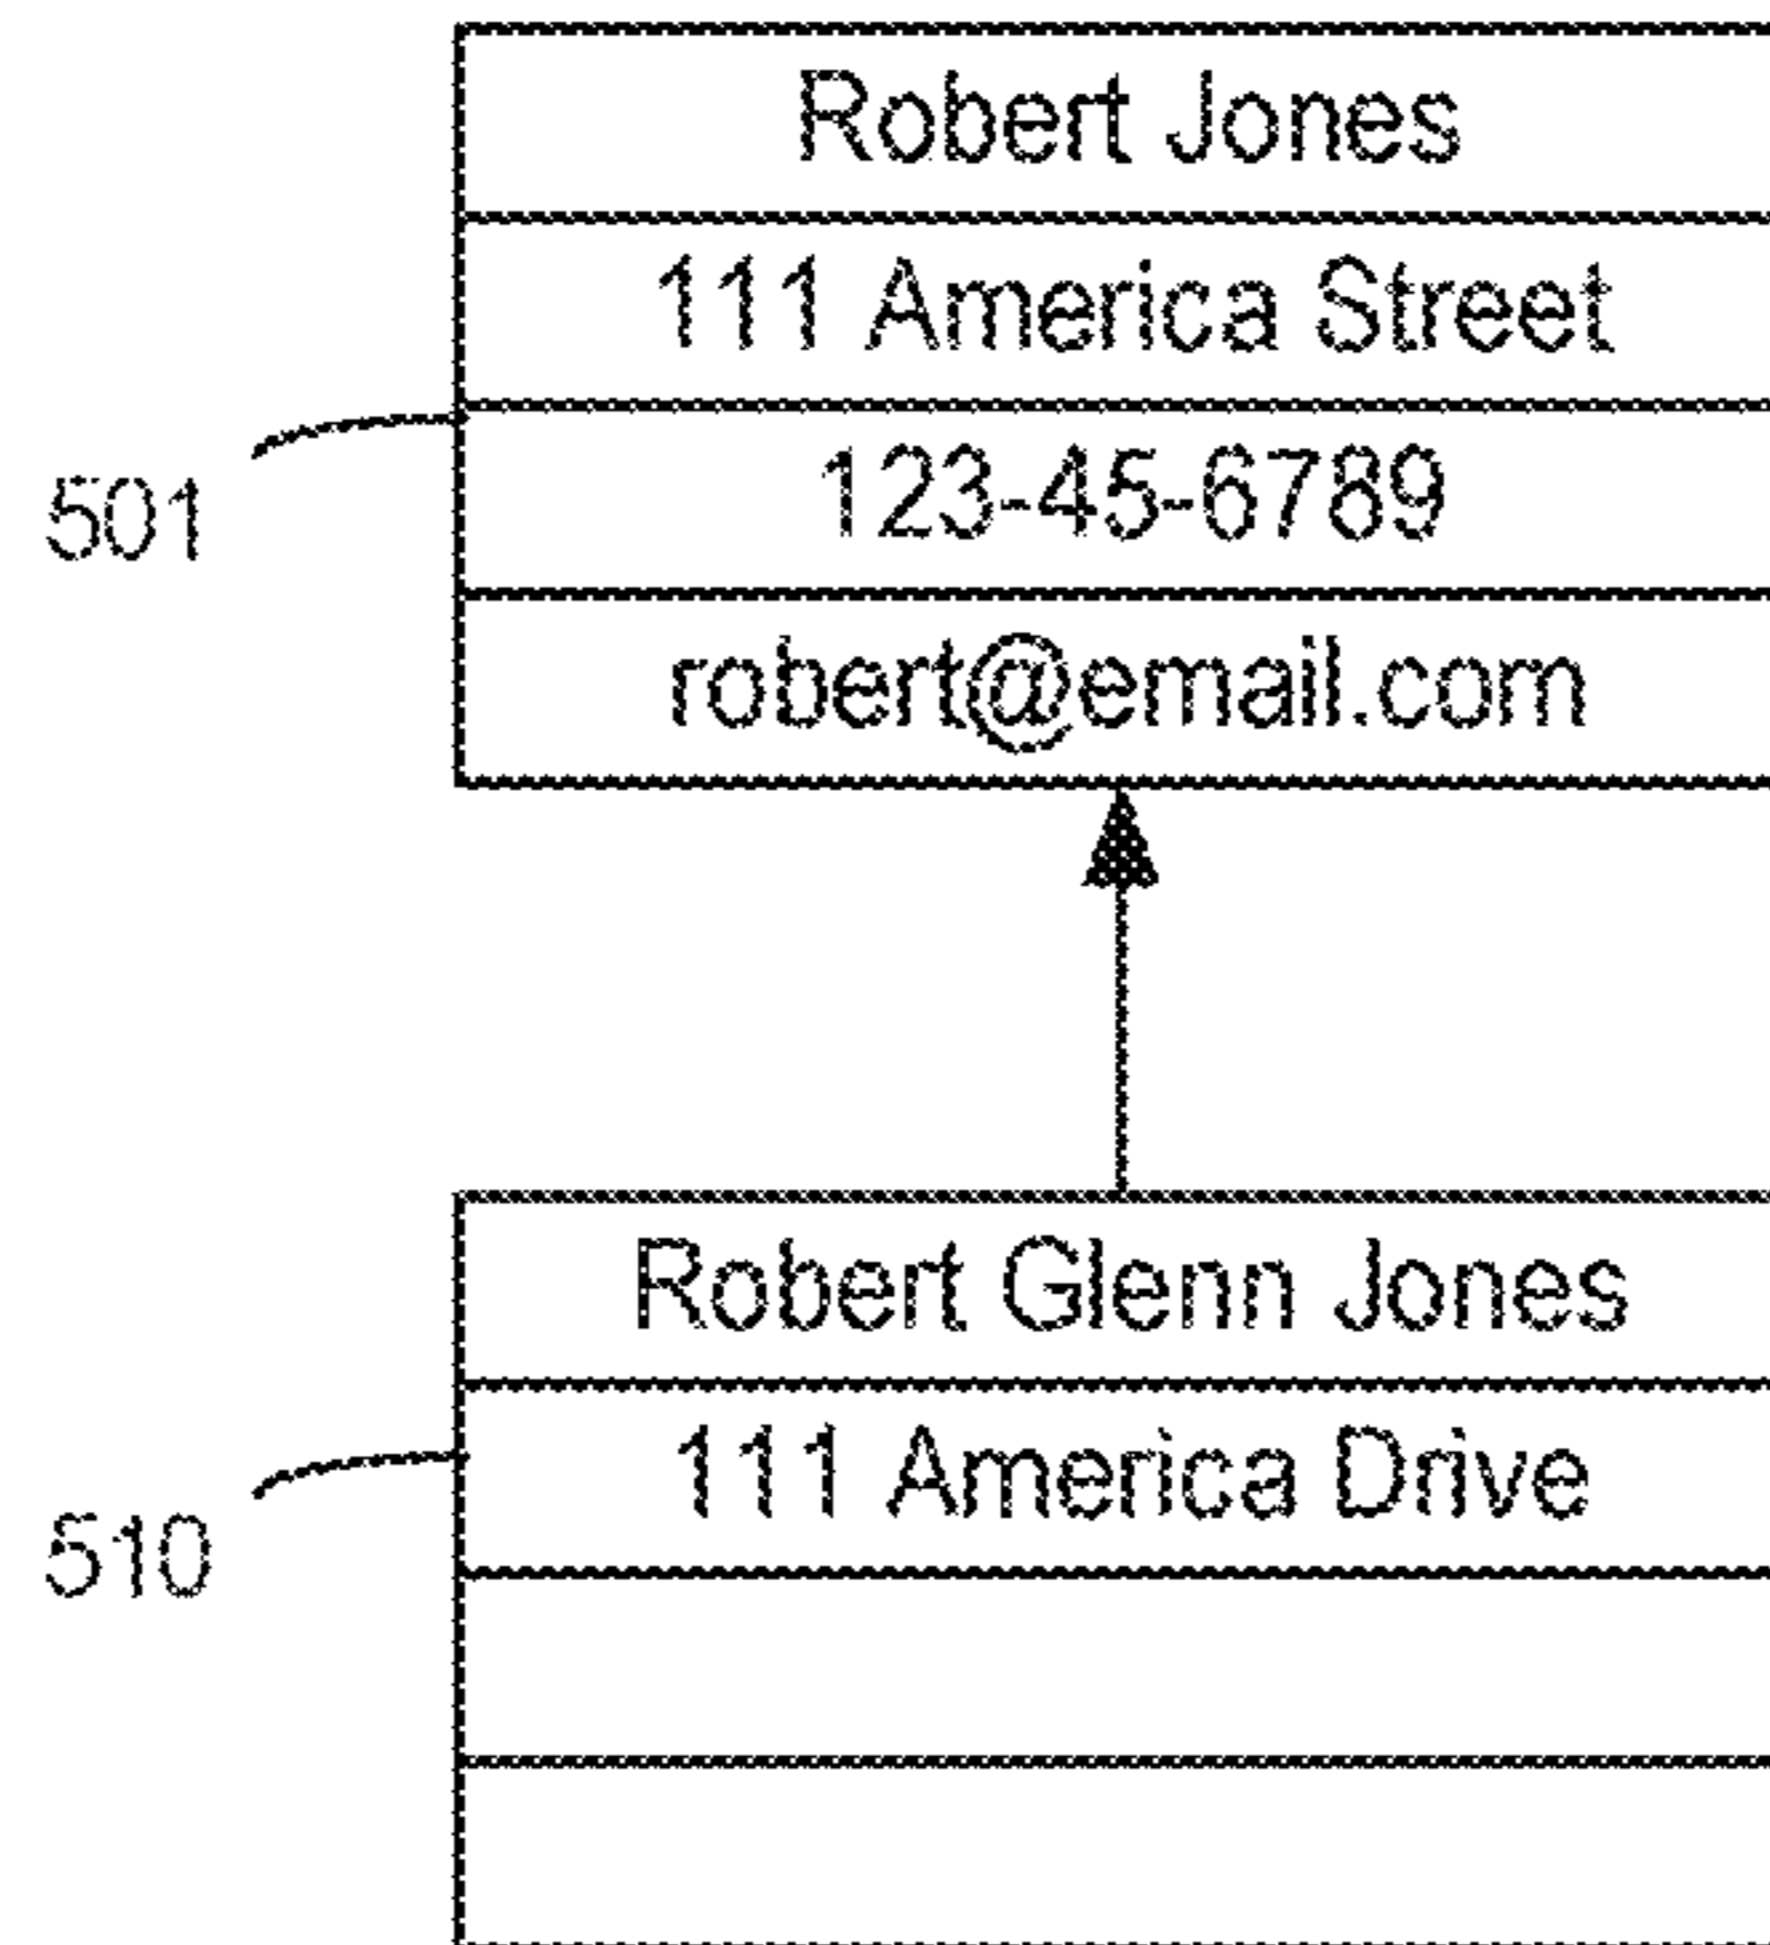 Robert Jones
111 America Street
501
123-45-6789
robert@email.com
Robert Glenn Jones
111 America Drive
510